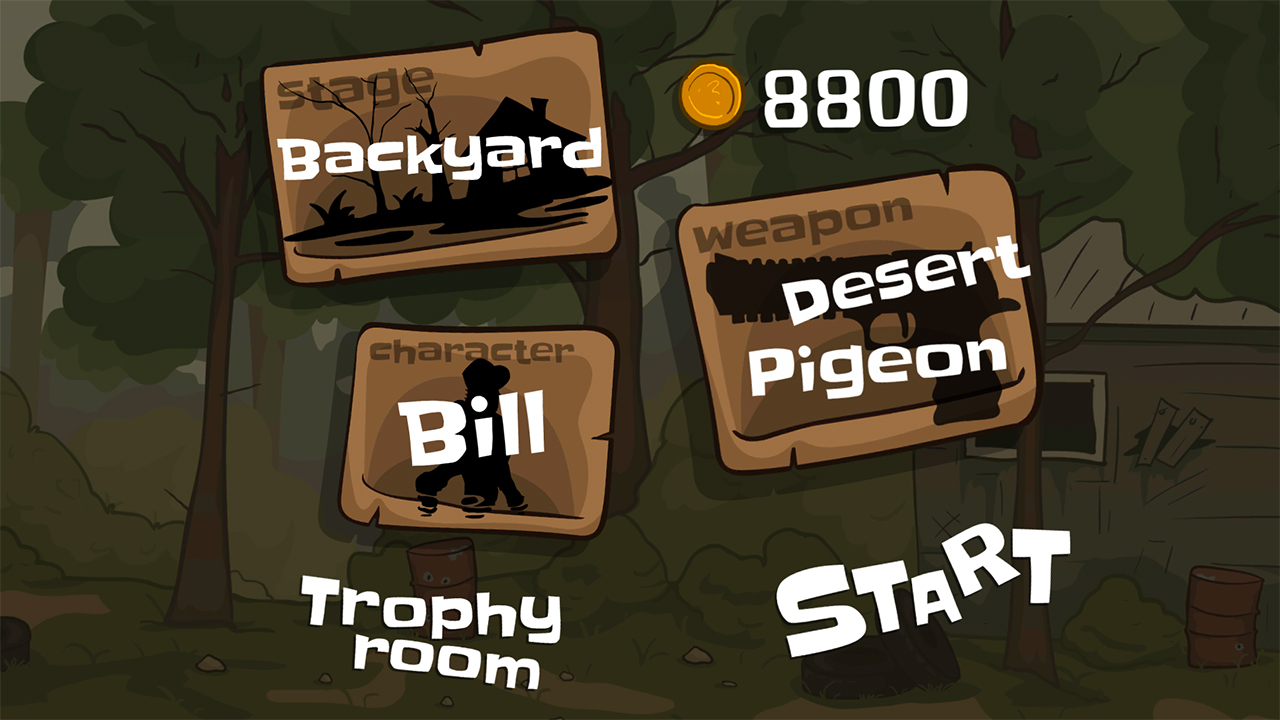 stage
Backyard
8800
weapon
Desert
Pigeon
character
Bill
Trophy
room
START